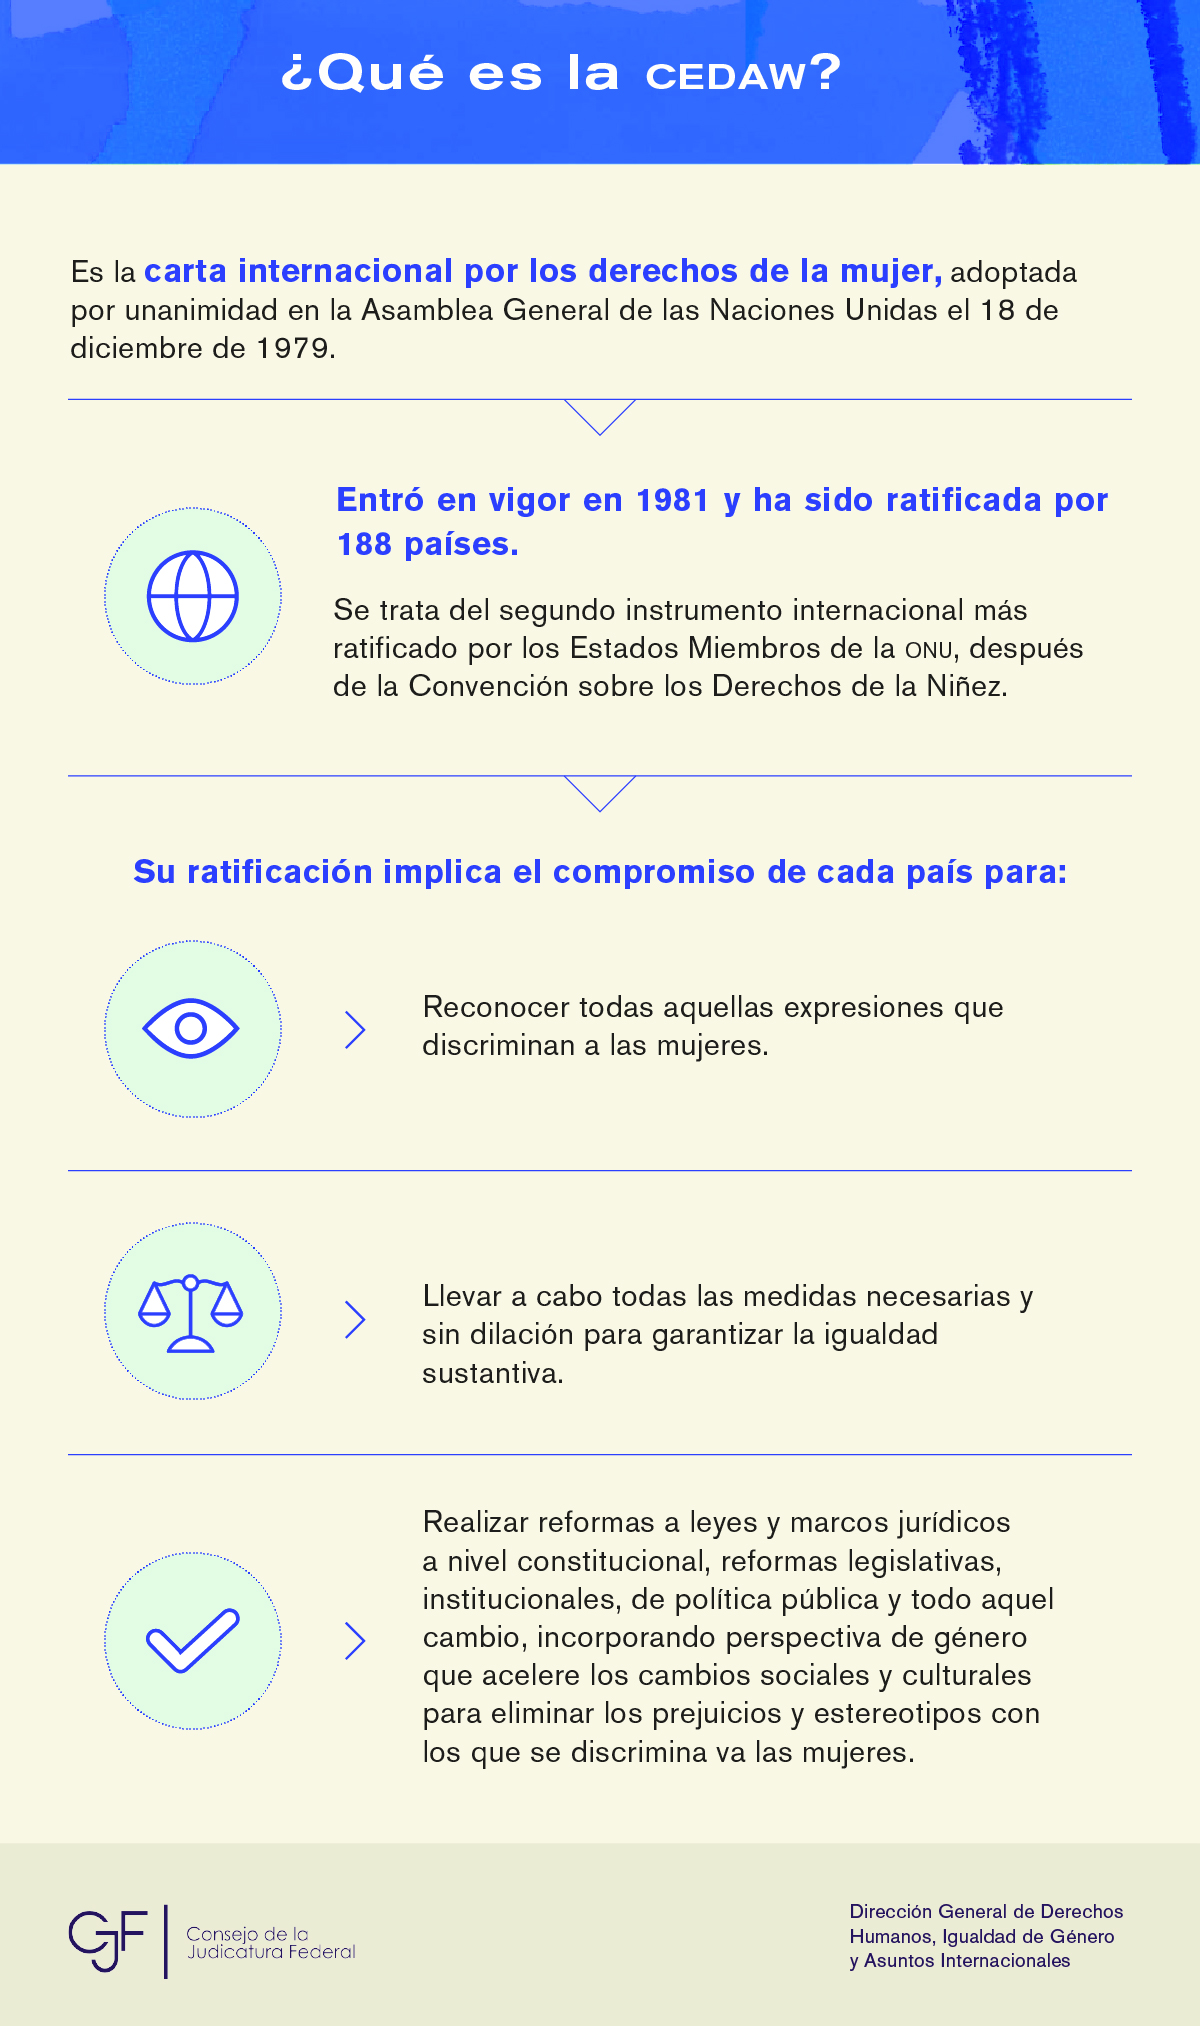 ¿Qué es la CEDAW?
Es la carta internacional por los derechos de la mujer, adoptada
por unanimidad en la Asamblea General de las Naciones Unidas el 18 de
diciembre de 1979.
Entró en vigor en 1981 y ha sido ratificada por
188 países.
Se trata del segundo instrumento internacional más
ratificado por los Estados Miembros de la ONU, después
de la Convención sobre los Derechos de la Niñez.
Su ratificación implica el compromiso de cada país para:
Reconocer todas aquellas expresiones que
discriminan a las mujeres.
Llevar a cabo todas las medidas necesarias y
sin dilación para garantizar la igualdad
sustantiva.
Realizar reformas a leyes y marcos jurídicos
a nivel constitucional, reformas legislativas,
institucionales, de política pública y todo aquel
cambio, incorporando perspectiva de género
que acelere los cambios sociales y culturales
para eliminar los prejuicios y estereotipos con
los que se discrimina va las mujeres.
CJF
Consejo de la
Judicatura Federal
Dirección General de Derechos
Humanos, Igualdad de Género
y Asuntos Internacionales